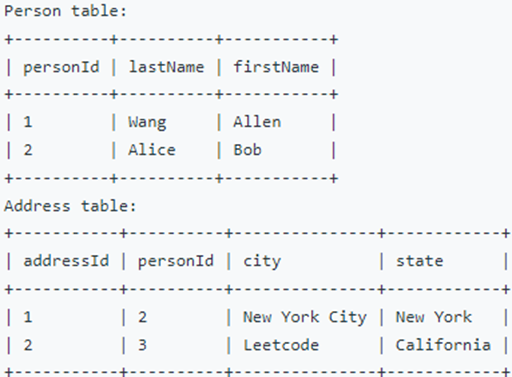 Person table:
+----------+----------+-----------+
| personId | lastName | firstName |
+----------+----------+-----------+
| 1        | Wang     | Allen     |
| 2        | Alice    | Bob       |
+----------+----------+-----------+
Address table:
+-----------+----------+---------------+------------+
| addressId | personId | city          | state      |
+-----------+----------+---------------+------------+
| 1         | 2        | New York City | New York   |
| 2         | 3        | Leetcode      | California |
+-----------+----------+---------------+------------+